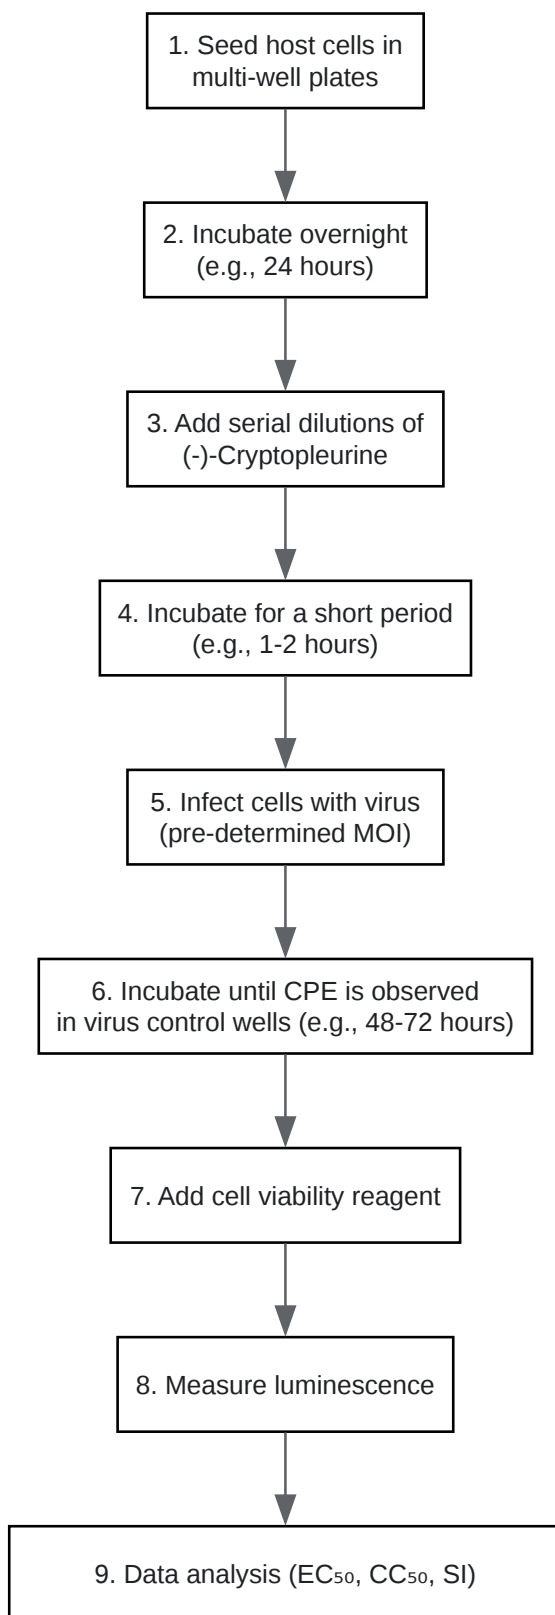 1. Seed host cells in
multi-well plates
2. Incubate overnight
(e.g., 24 hours)
3. Add serial dilutions of
(-)-Cryptopleurine
4. Incubate for a short period
(e.g., 1-2 hours)
5. Infect cells with virus
(pre-determined MOI)
6. Incubate until CPE is observed
in virus control wells (e.g., 48-72 hours)
7. Add cell viability reagent
8. Measure luminescence
9. Data analysis (EC₅₀, CC₅₀, SI)